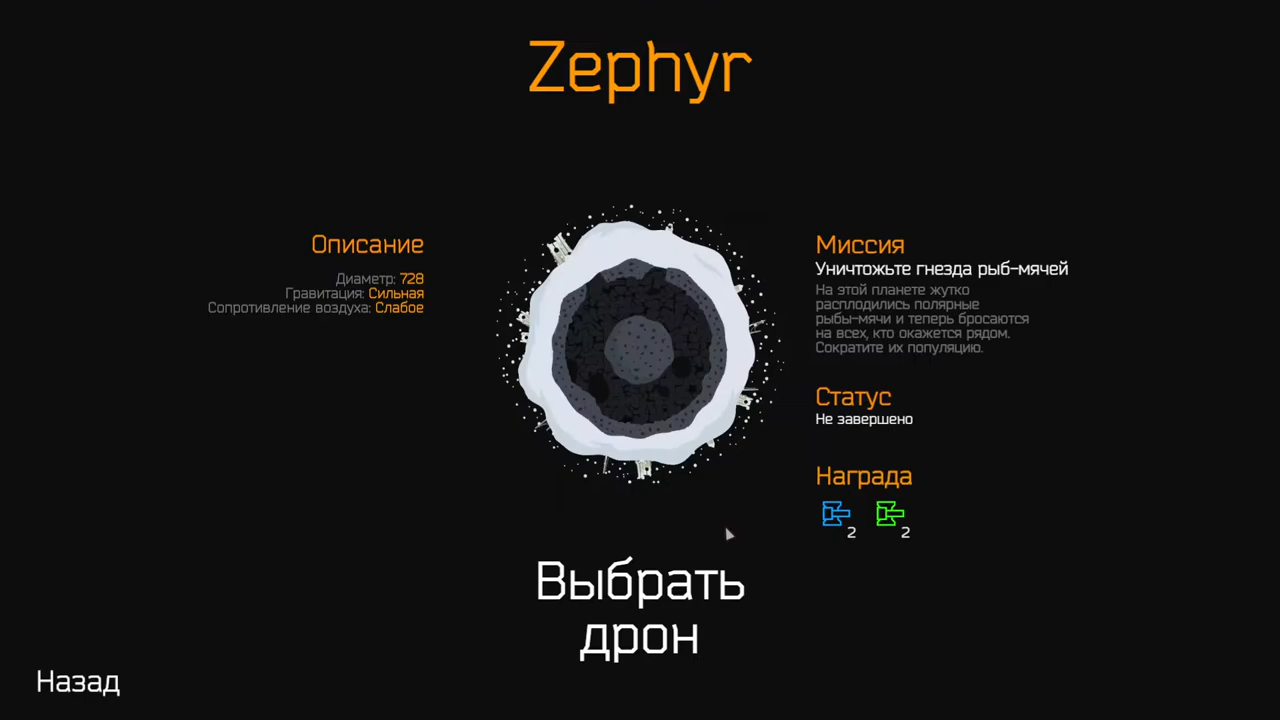 Zephyr
Описание
Диаметр: 728
Гравитация: Сильная
Сопротивление воздуха: Слабое
Миссия
Уничтожьте гнезда рыб-мячей
На этой планете жутко
расплодились полярные
рыбы-мячи и теперь бросаются
на всех, кто окажется рядом.
Сократите их популяцию.
Статус
Не завершено
Награда
2 2
Выбрать
дрон
Назад